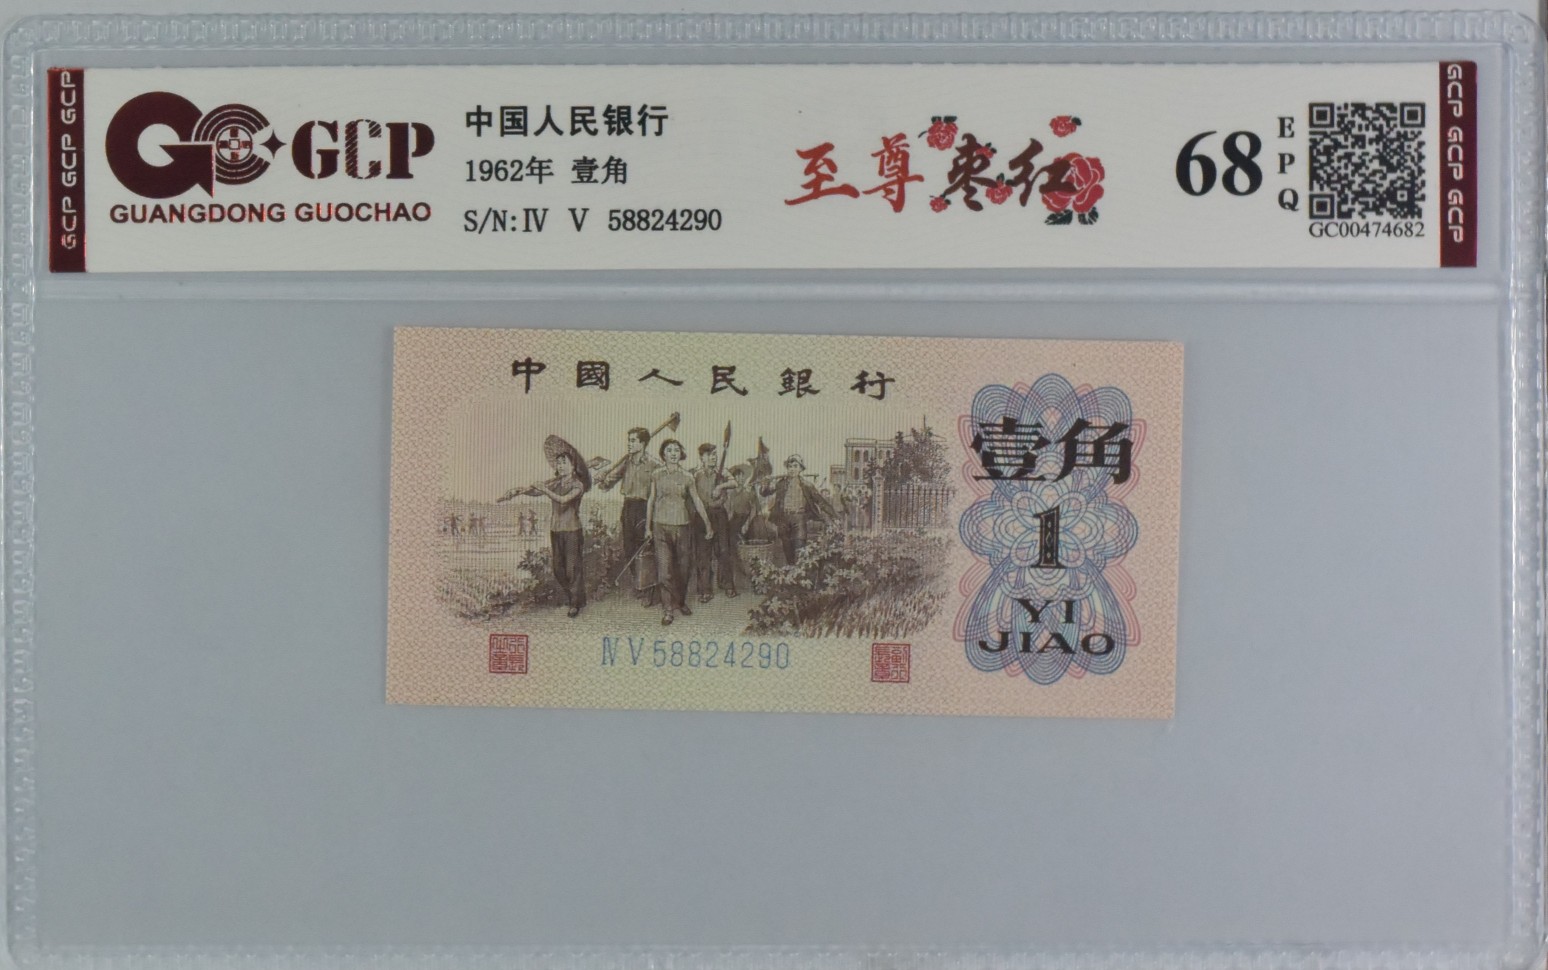 GCP GCP GCP
GCP
GUANGDONG GUOCHAO
中国人民银行
1962年 壹角
S/N:Ⅳ Ⅴ 58824290
至尊枣红
68
EPQ
GC00474682
GCP GCP GCP
中國人民銀行
壹角
1
YI
JIAO
Ⅳ Ⅴ 58824290